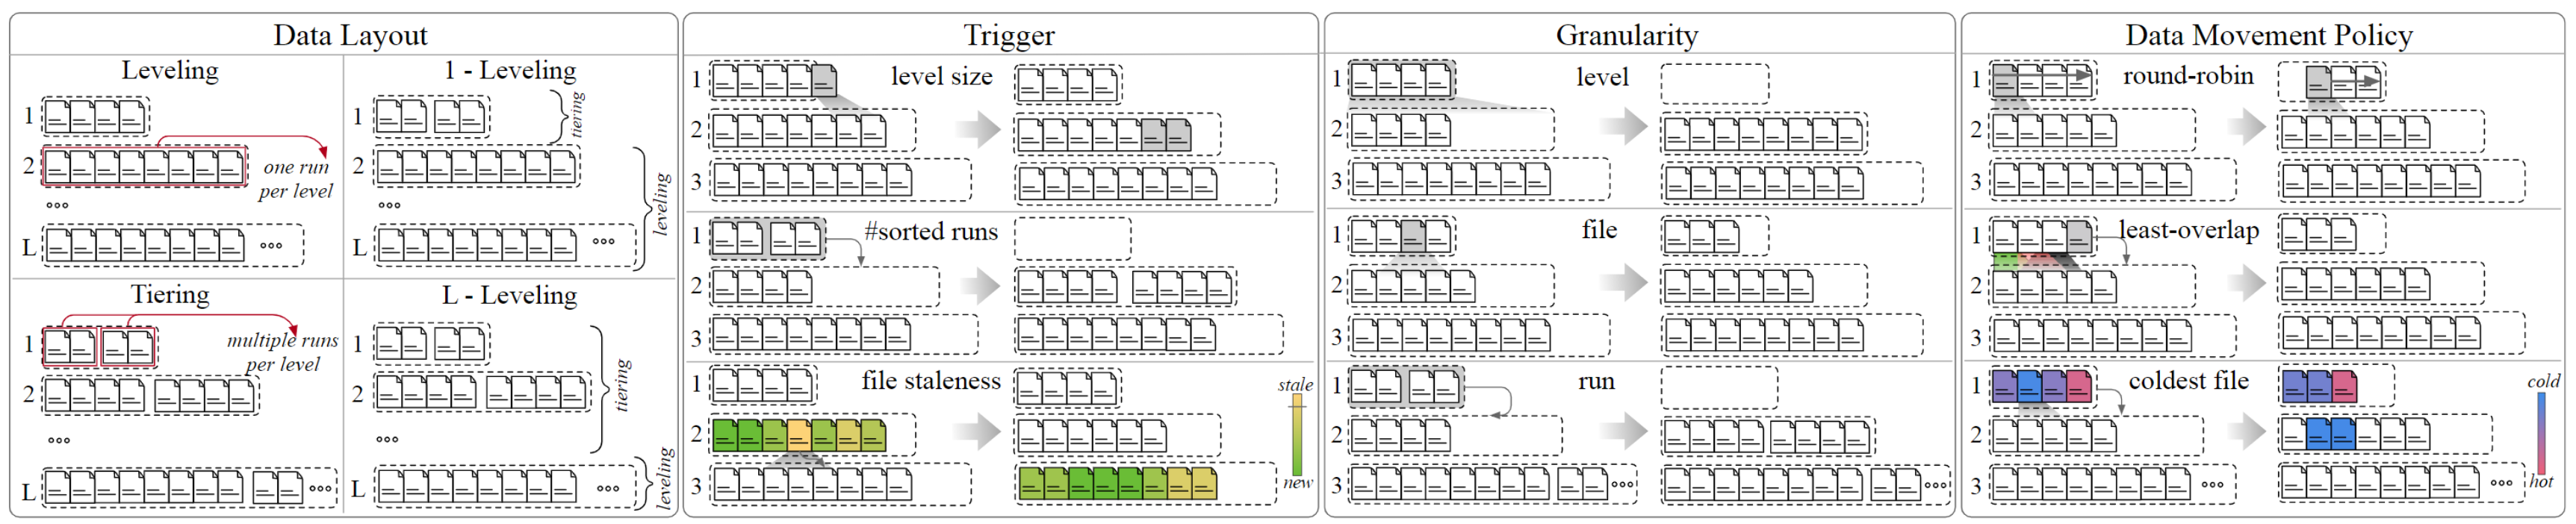 Data Layout
Leveling
1
2
one run
per level
°°°
L
°°°
1 - Leveling
1
tiering
2
°°°
leveling
L
°°°
Tiering
1
multiple runs
per level
2
°°°
L
°°°
L - Leveling
1
2
tiering
°°°
L
°°°
leveling
Trigger
1
level size
2
3
1
#sorted runs
2
3
1
file staleness
stale
2
3
new
Granularity
1
level
2
3
1
file
2
3
1
run
2
3
°°°
°°°
Data Movement Policy
1
round-robin
2
3
1
least-overlap
2
3
1
coldest file
cold
2
3
°°°
°°°
hot